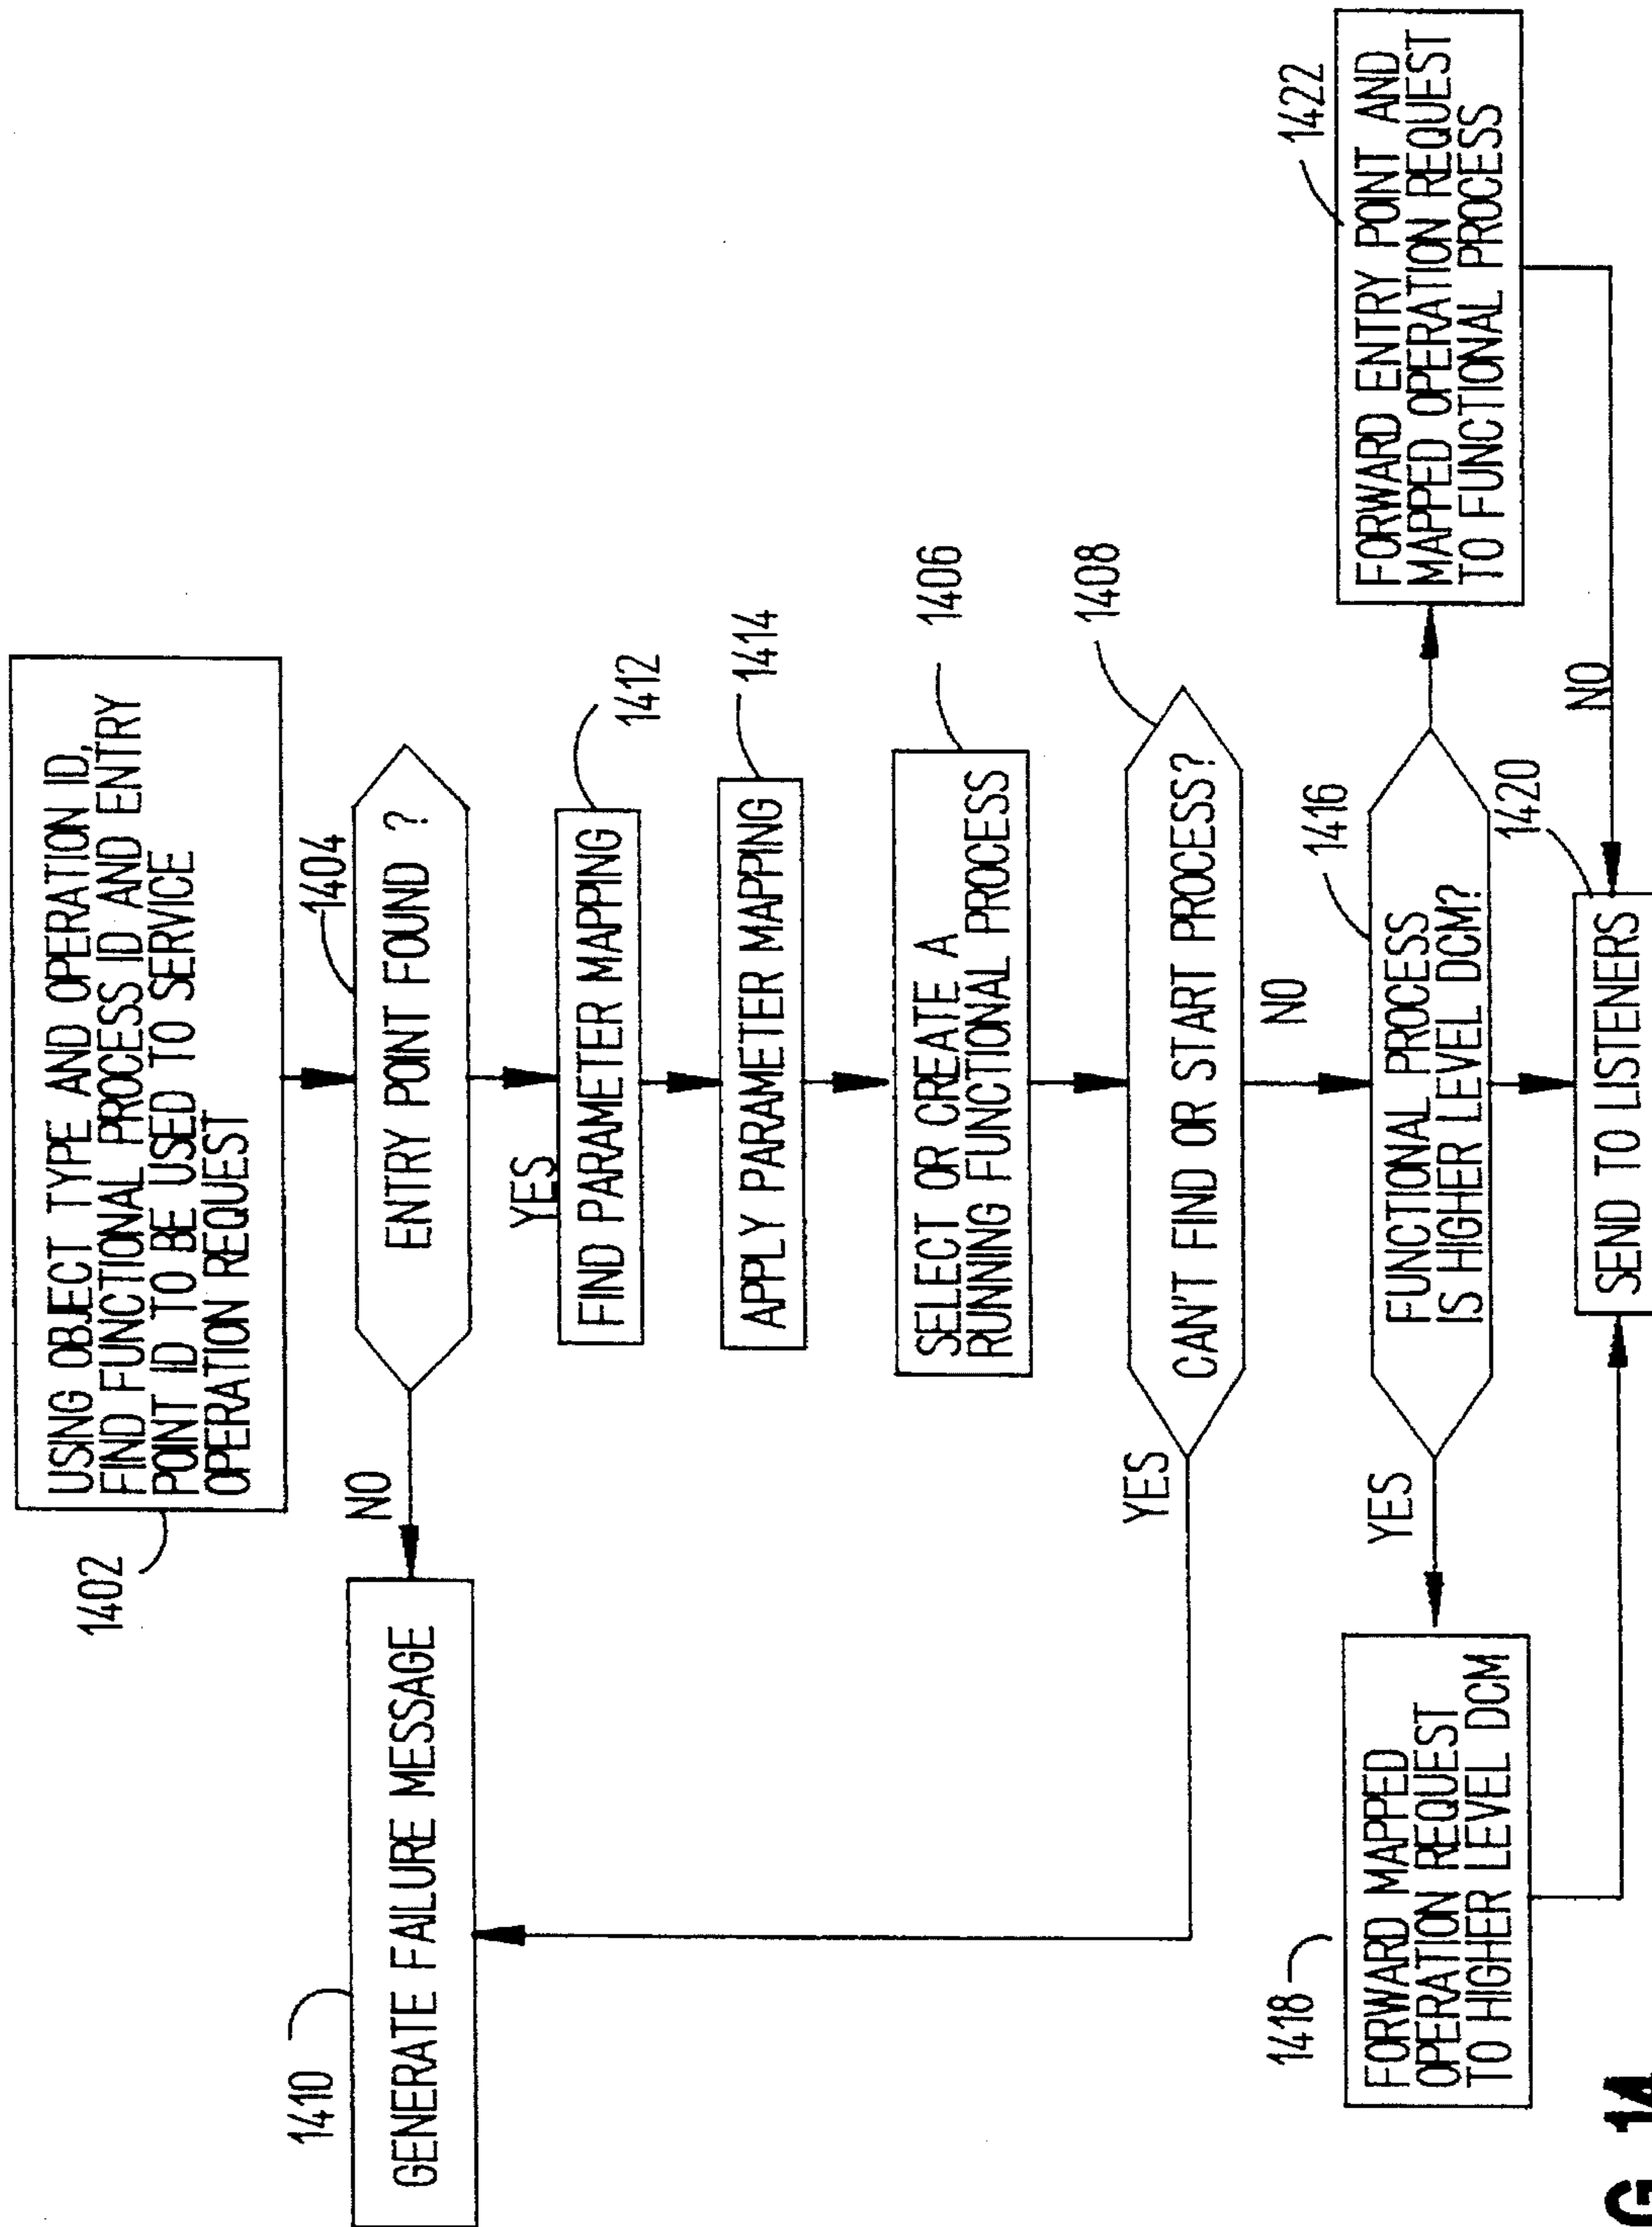 1402
USING OBJECT TYPE AND OPERATION ID,
FIND FUNCTIONAL PROCESS ID AND ENTRY
POINT ID TO BE USED TO SERVICE
OPERATION REQUEST
1404
ENTRY POINT FOUND ?
NO
YES
1410
GENERATE FAILURE MESSAGE
1412
FIND PARAMETER MAPPING
1414
APPLY PARAMETER MAPPING
1406
SELECT OR CREATE A
RUNNING FUNCTIONAL PROCESS
1408
CAN'T FIND OR START PROCESS?
YES
NO
1416
FUNCTIONAL PROCESS
IS HIGHER LEVEL DCM?
YES
1418
FORWARD MAPPED
OPERATION REQUEST
TO HIGHER LEVEL DCM
1422
FORWARD ENTRY POINT AND
MAPPED OPERATION REQUEST
TO FUNCTIONAL PROCESS
NO
1420
SEND TO LISTENERS
G 14